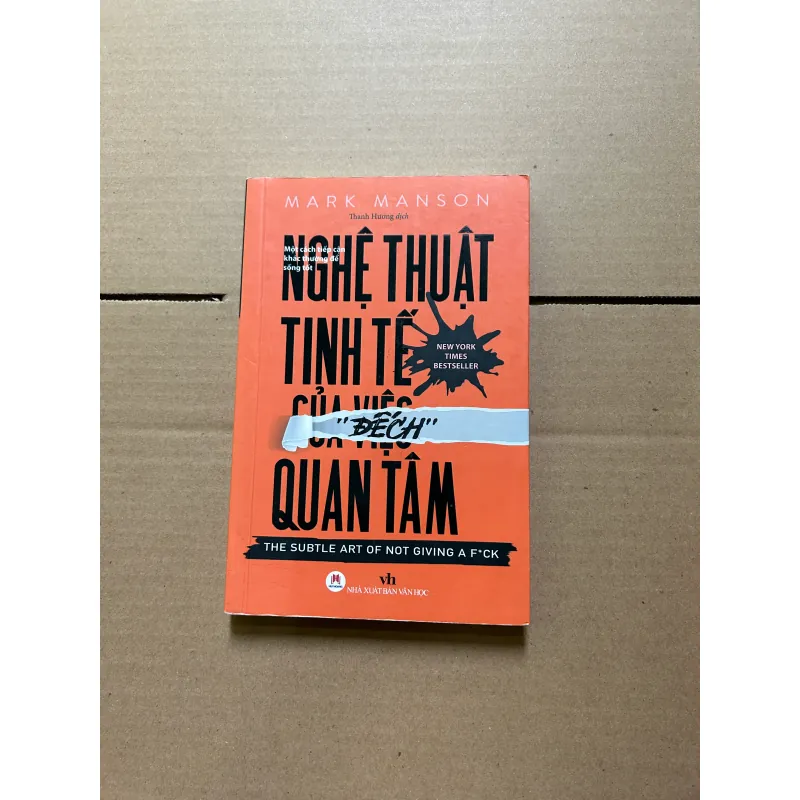 MARK MANSON
Thanh Hương dịch
Một cách tiếp cận
khác thường để
sống tốt
NGHỆ THUẬT
TINH TẾ
NEW YORK
TIMES
BESTSELLER
CỦA VIỆC
"ĐẾCH"
QUAN TÂM
THE SUBTLE ART OF NOT GIVING A F*CK
vh
NHÀ XUẤT BẢN VĂN HỌC